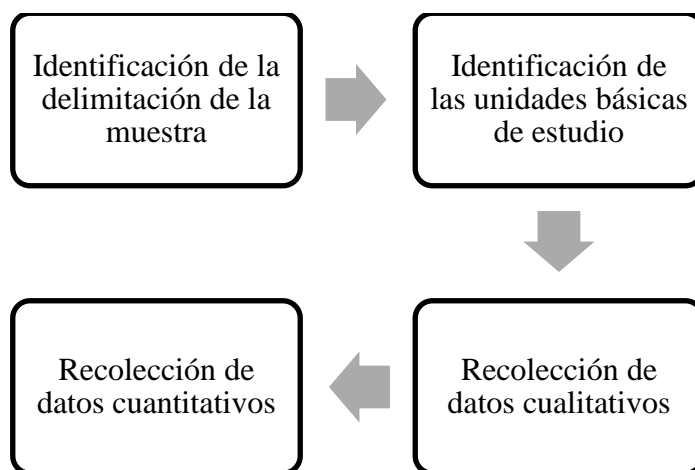 Identificación de la
delimitación de la
muestra
Identificación de
las unidades básicas
de estudio
Recolección de
datos cualitativos
Recolección de
datos cuantitativos